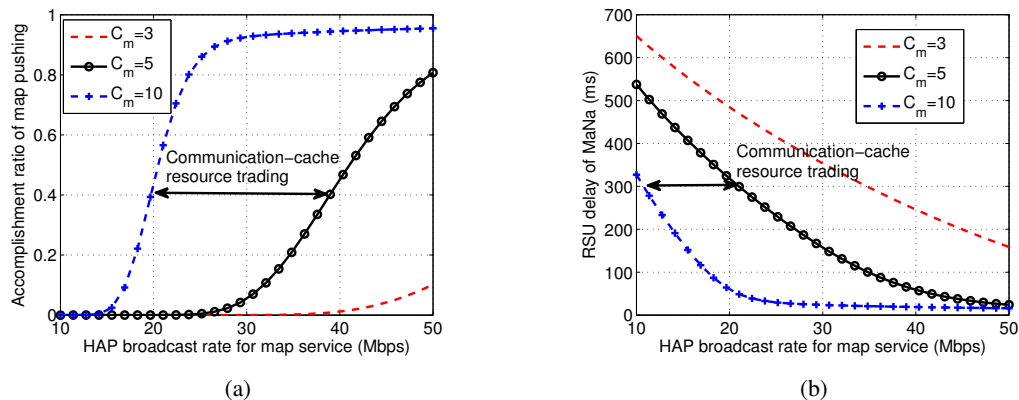 1
0.8
0.6
0.4
0.2
0
10
20
30
40
50
Accomplishment ratio of map pushing
HAP broadcast rate for map service (Mbps)
C_m=3
C_m=5
C_m=10
Communication−cache
resource trading
(a)
700
600
500
400
300
200
100
0
10
20
30
40
50
RSU delay of MaNa (ms)
HAP broadcast rate for map service (Mbps)
C_m=3
C_m=5
C_m=10
Communication−cache
resource trading
(b)